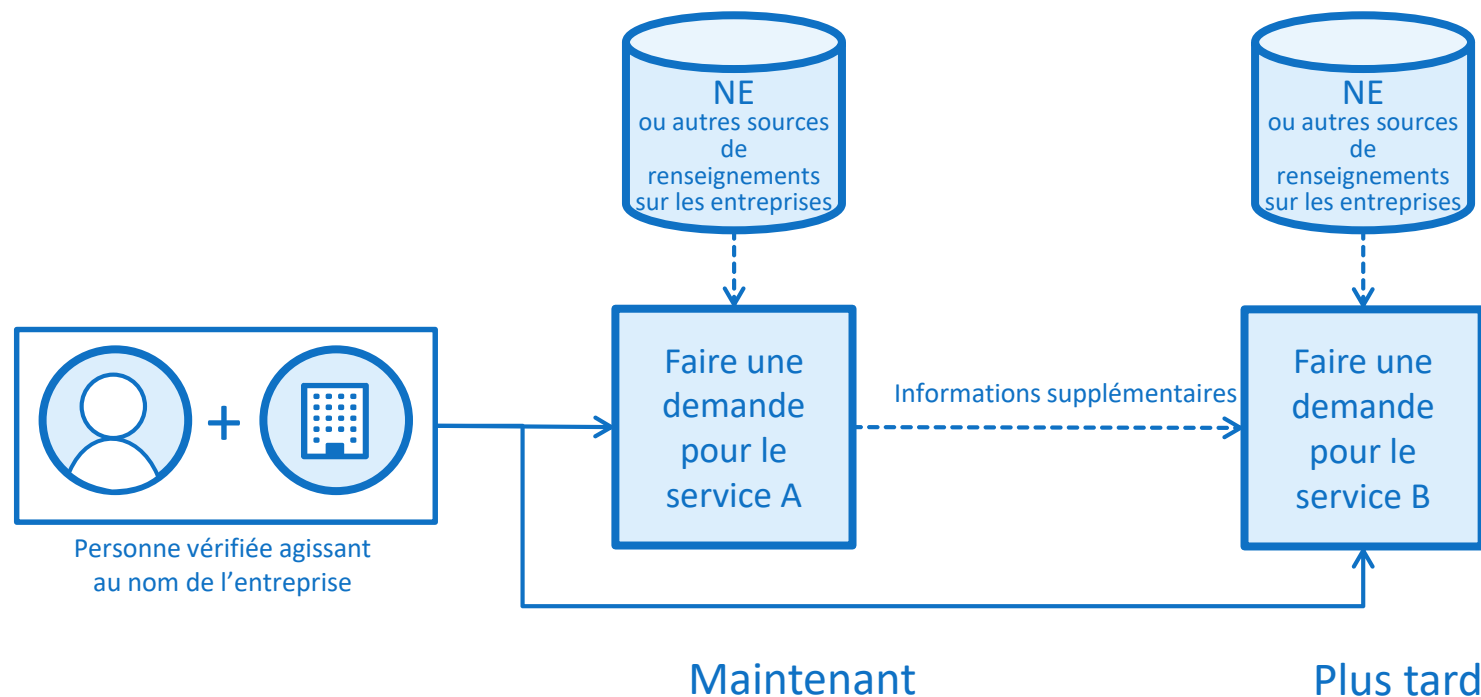 NE
ou autres sources
de
renseignements
sur les entreprises
NE
ou autres sources
de
renseignements
sur les entreprises
Faire une
demande
pour le
service A
Informations supplémentaires
Faire une
demande
pour le
service B
Personne vérifiée agissant
au nom de l’entreprise
Maintenant
Plus tard